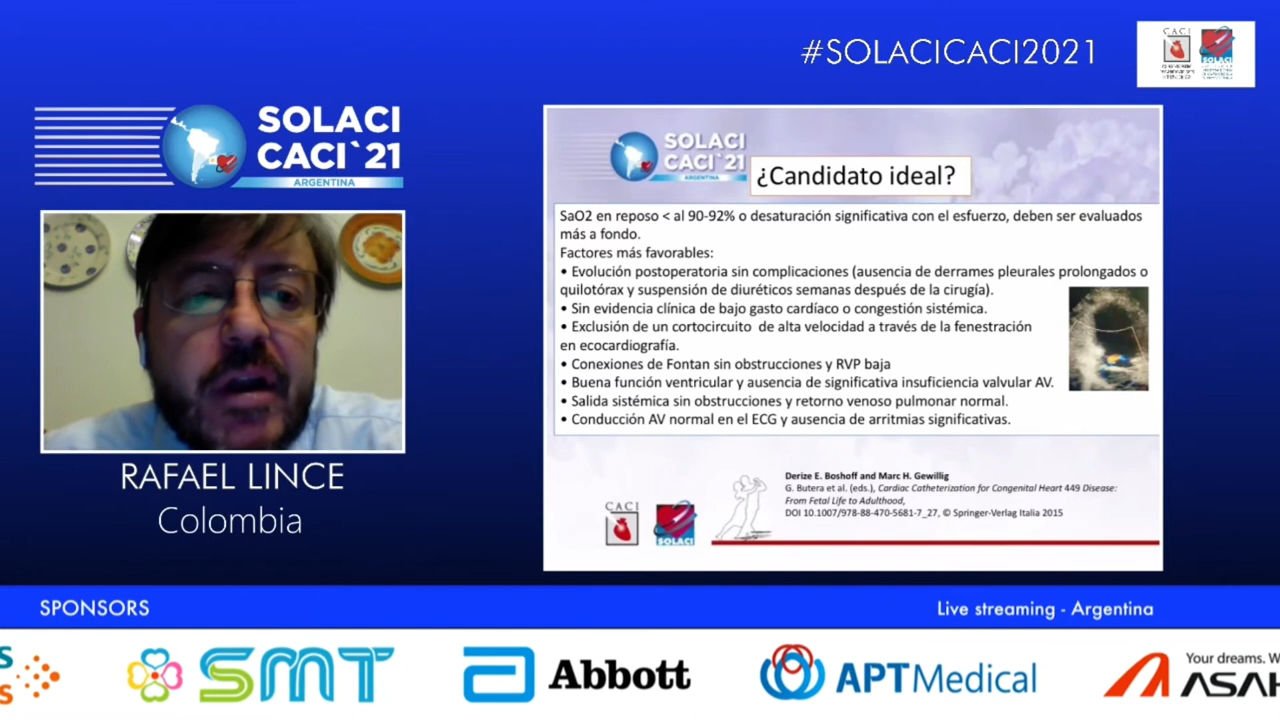 #SOLACICACI2021
CACI
SOLACI
SOLACI
CACI`21
ARGENTINA
RAFAEL LINCE
Colombia
SOLACI
CACI`21
ARGENTINA
¿Candidato ideal?
SaO2 en reposo < al 90-92% o desaturación significativa con el esfuerzo, deben ser evaluados
más a fondo.
Factores más favorables:
• Evolución postoperatoria sin complicaciones (ausencia de derrames pleurales prolongados o
quilotórax y suspensión de diuréticos semanas después de la cirugía).
• Sin evidencia clínica de bajo gasto cardíaco o congestión sistémica.
• Exclusión de un cortocircuito de alta velocidad a través de la fenestración
en ecocardiografía.
• Conexiones de Fontan sin obstrucciones y RVP baja
• Buena función ventricular y ausencia de significativa insuficiencia valvular AV.
• Salida sistémica sin obstrucciones y retorno venoso pulmonar normal.
• Conducción AV normal en el ECG y ausencia de arritmias significativas.
Derize E. Boshoff and Marc H. Gewillig
G. Butera et al. (eds.), Cardiac Catheterization for Congenital Heart 449 Disease:
From Fetal Life to Adulthood,
DOI 10.1007/978-88-470-5681-7_27, © Springer-Verlag Italia 2015
CACI
SOLACI
SPONSORS
Live streaming - Argentina
S
S
SMT
Abbott
APT Medical
Your dreams. W
ASAH